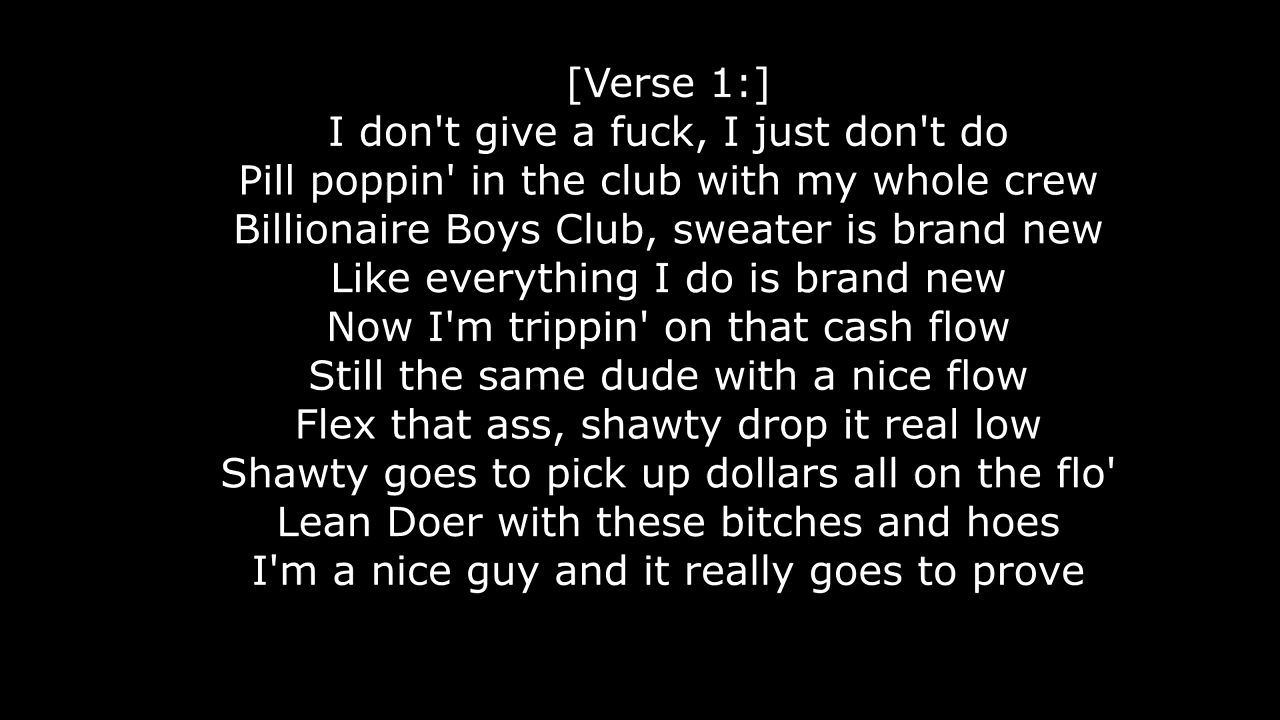 [Verse 1:]
I don't give a fuck, I just don't do
Pill poppin' in the club with my whole crew
Billionaire Boys Club, sweater is brand new
Like everything I do is brand new
Now I'm trippin' on that cash flow
Still the same dude with a nice flow
Flex that ass, shawty drop it real low
Shawty goes to pick up dollars all on the flo'
Lean Doer with these bitches and hoes
I'm a nice guy and it really goes to prove